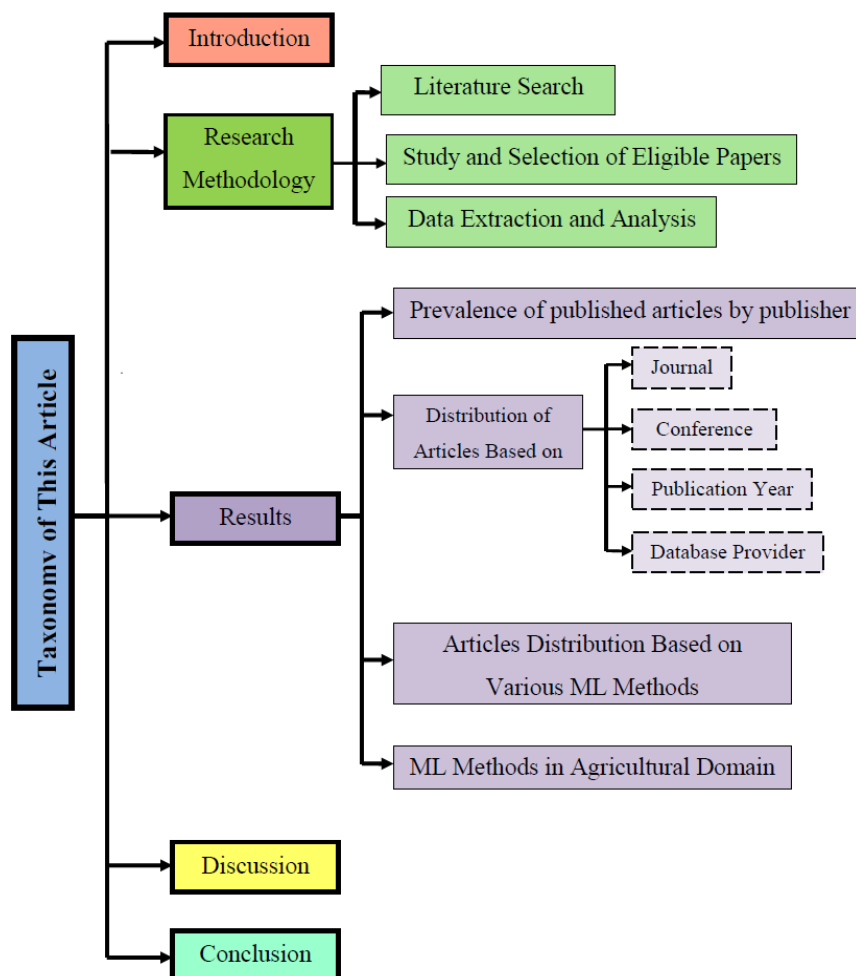 Introduction
Research
Methodology
Literature Search
Study and Selection of Eligible Papers
Data Extraction and Analysis
Taxonomy of This Article
Results
Prevalence of published articles by publisher
Distribution of
Articles Based on
Journal
Conference
Publication Year
Database Provider
Articles Distribution Based on
Various ML Methods
ML Methods in Agricultural Domain
Discussion
Conclusion